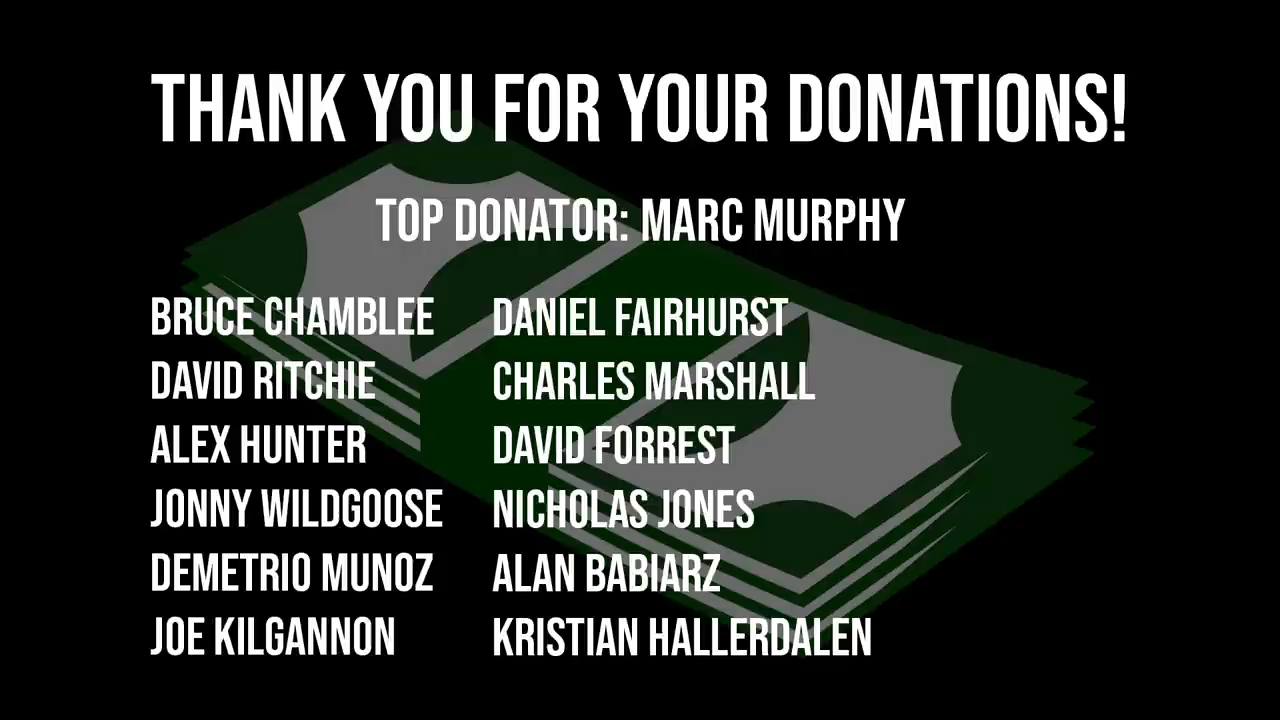 THANK YOU FOR YOUR DONATIONS!
TOP DONATOR: MARC MURPHY
BRUCE CHAMBLEE
DAVID RITCHIE
ALEX HUNTER
JONNY WILDGOOSE
DEMETRIO MUNOZ
JOE KILGANNON
DANIEL FAIRHURST
CHARLES MARSHALL
DAVID FORREST
NICHOLAS JONES
ALAN BABIARZ
KRISTIAN HALLERDALEN